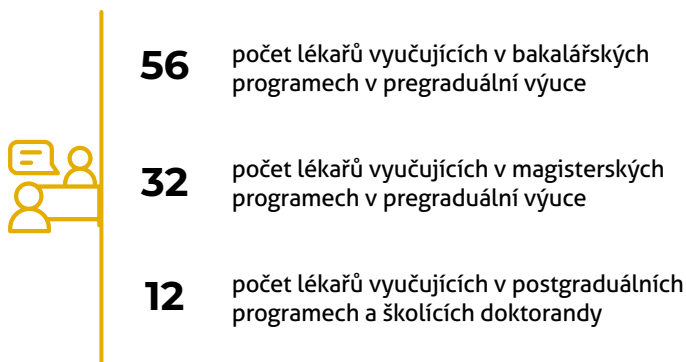 56
počet lékařů vyučujících v bakalářských
programech v pregraduální výuce
32
počet lékařů vyučujících v magisterských
programech v pregraduální výuce
12
počet lékařů vyučujících v postgraduálních
programech a školících doktorandy